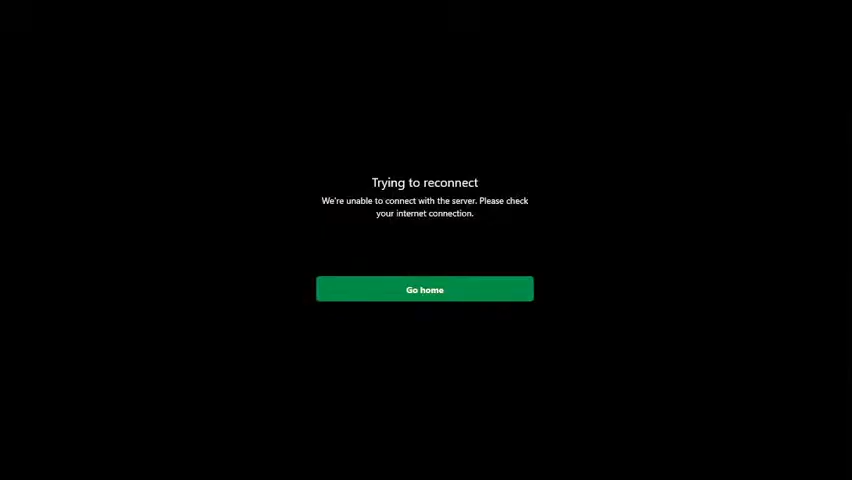 Trying to reconnect
We're unable to connect with the server. Please check
your internet connection.
Go home